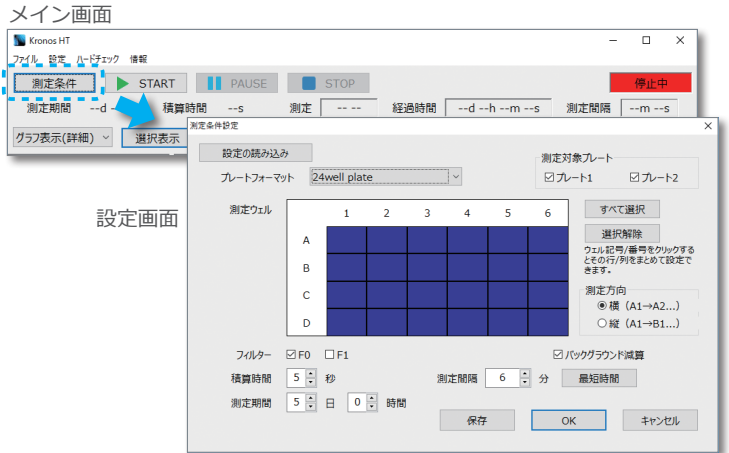 メイン画面
Kronos HT
ファイル 設定 ハードチェック 情報
測定条件 START PAUSE STOP 停止中
測定期間 --d - 積算時間 --s 測定 -- -- 経過時間 --d --h --m --s 測定間隔 --m --s
グラフ表示(詳細) 選択表示
設定画面
測定条件設定
設定の読み込み
プレートフォーマット 24well plate
測定対象プレート
プレート1 プレート2
測定ウェル
1 2 3 4 5 6
A
B
C
D
すべて選択
選択解除
ウェル記号/番号をクリックする
とその行/列をまとめて設定で
きます。
測定方向
横（A1→A2...）
縦（A1→B1...）
フィルター F0 F1 バックグラウンド減算
積算時間 5 秒 測定間隔 6 分 最短時間
測定期間 5 日 0 時間
保存 OK キャンセル